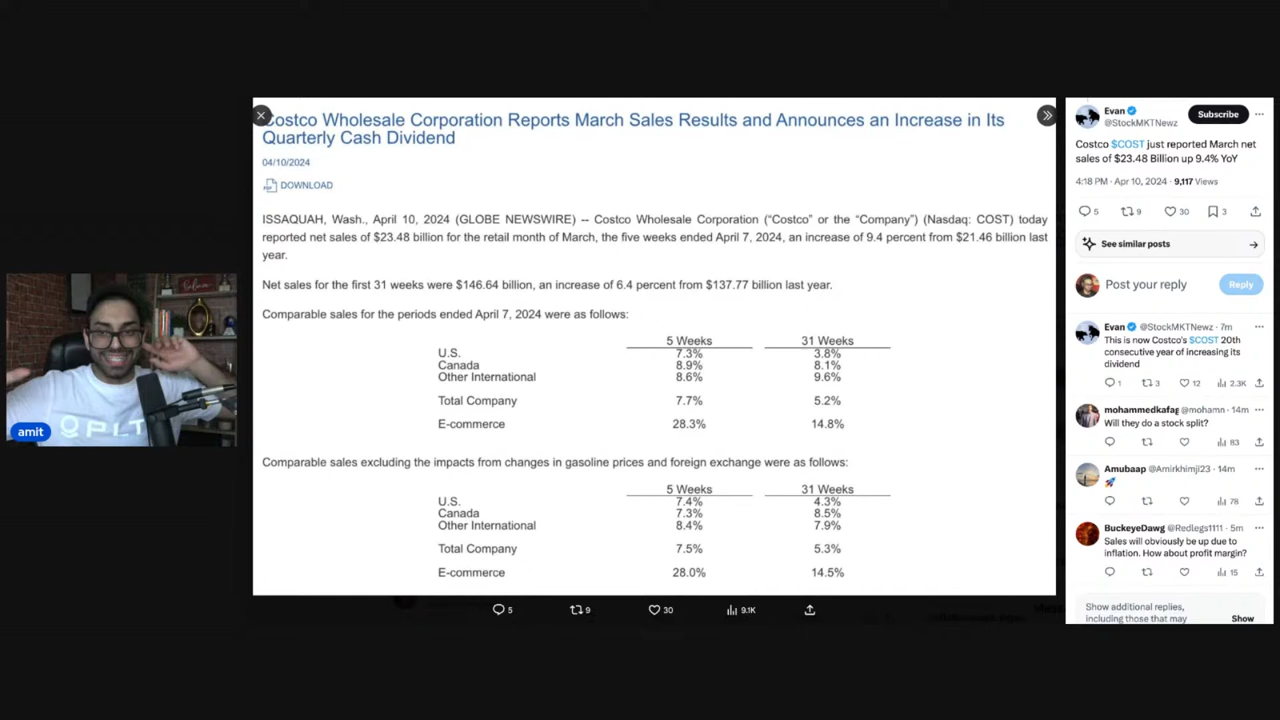 Costco Wholesale Corporation Reports March Sales Results and Announces an Increase in Its
Quarterly Cash Dividend
04/10/2024
DOWNLOAD
ISSAQUAH, Wash., April 10, 2024 (GLOBE NEWSWIRE) -- Costco Wholesale Corporation (“Costco” or the “Company”) (Nasdaq: COST) today
reported net sales of $23.48 billion for the retail month of March, the five weeks ended April 7, 2024, an increase of 9.4 percent from $21.46 billion last
year.
Net sales for the first 31 weeks were $146.64 billion, an increase of 6.4 percent from $137.77 billion last year.
Comparable sales for the periods ended April 7, 2024 were as follows:
5 Weeks 31 Weeks
U.S. 7.3% 3.8%
Canada 8.9% 8.1%
Other International 8.6% 9.6%
Total Company 7.7% 5.2%
E-commerce 28.3% 14.8%
Comparable sales excluding the impacts from changes in gasoline prices and foreign exchange were as follows:
5 Weeks 31 Weeks
U.S. 7.4% 4.3%
Canada 7.3% 8.5%
Other International 8.4% 7.9%
Total Company 7.5% 5.3%
E-commerce 28.0% 14.5%
5 9 30 9.1K
amit
Evan
@StockMKTNewz
Subscribe
Costco $COST just reported March net
sales of $23.48 Billion up 9.4% YoY
4:18 PM · Apr 10, 2024 · 9,117 Views
5 9 30 3
See similar posts
Post your reply
Reply
Evan @StockMKTNewz · 7m
This is now Costco's $COST 20th
consecutive year of increasing its
dividend
1 3 12 2.3K
mohammedkafag @mohamn · 14m
Will they do a stock split?
83
Amubaap @Amirkhimji23 · 14m
🚀
78
BuckeyeDawg @Redlegs1111 · 5m
Sales will obviously be up due to
inflation. How about profit margin?
15
Show additional replies,
including those that may
Show